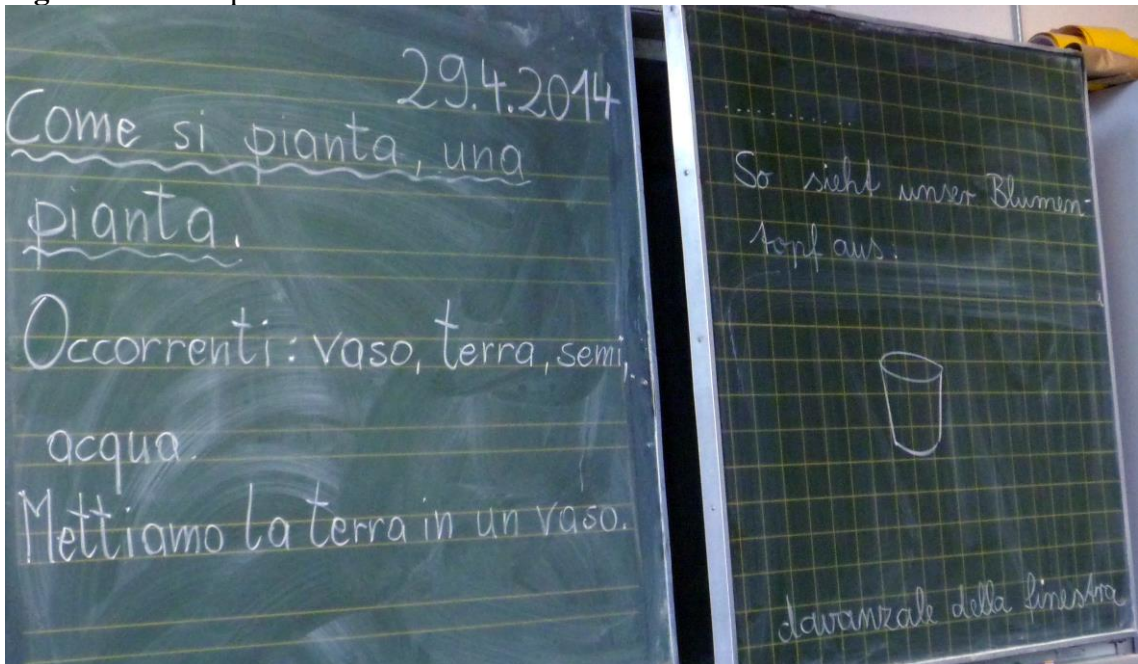 29.4.2014
Come si pianta, una
pianta.
Occorrenti: vaso, terra, semi,
acqua.
Mettiamo la terra in un vaso.
..........
So sieht unser Blumen-
topf aus.
davanzale della finestra